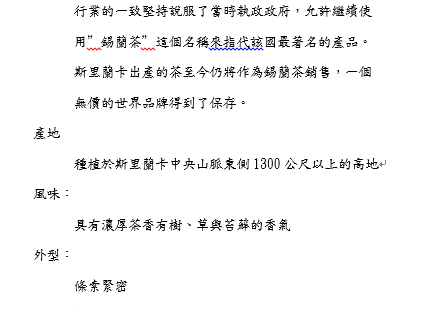 行業的一致堅持說服了當時執政政府，允許繼續使
用”錫蘭茶”這個名稱來指代該國最著名的產品。
斯里蘭卡出產的茶至今仍將作為錫蘭茶銷售，一個
無價的世界品牌得到了保存。
產地
種植於斯里蘭卡中央山脈東側1300公尺以上的高地
風味：
具有濃厚茶香有樹、草與苔蘚的香氣
外型：
條索緊密